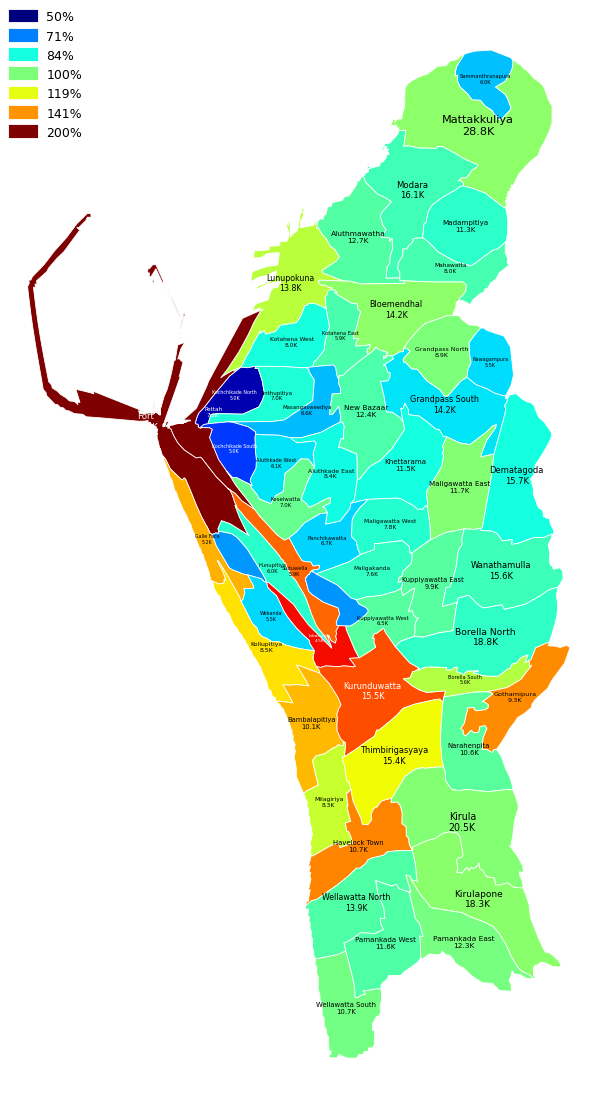 50%
71%
84%
100%
119%
141%
200%
Sammanthranapura
6.0K
Mattakkuliya
28.8K
Modara
16.1K
Madampitiya
11.3K
Aluthmawatha
12.7K
Mahawatta
8.0K
Lunupokuna
13.8K
Bloemendhal
14.2K
Kotahena East
5.9K
Kotahena West
8.0K
Grandpass North
8.9K
Nawagampura
5.5K
Kochchikade North
5.0K
7.0K
Masangasweediya
6.6K
Grandpass South
14.2K
New Bazaar
12.4K
Pettah
Fort
Kochchikade South
5.0K
Aluthkade West
6.1K
Aluthkade East
8.4K
Khettarama
11.5K
Dematagoda
15.7K
Maligawatta East
11.7K
Keselwatta
7.0K
Maligawatta West
7.8K
Panchikawatta
6.7K
Galle Face
5.2K
Hunupitiya
6.0K
Suduwella
5.9K
Maligakanda
7.6K
Kuppiyawatta East
9.9K
Wanathamulla
15.6K
Wekanda
5.5K
Kuppiyawatta West
6.5K
Borella North
18.8K
Kollupitiya
8.5K
Borella South
5.6K
Kurunduwatta
15.5K
Gothamipura
9.3K
Bambalapitiya
10.1K
Thimbirigasyaya
15.4K
Narahenpita
10.6K
Milagiriya
8.3K
Kirula
20.5K
Havelock Town
10.7K
Wellawatta North
13.9K
Kirulapone
18.3K
Pamankada West
11.6K
Pamankada East
12.3K
Wellawatta South
10.7K